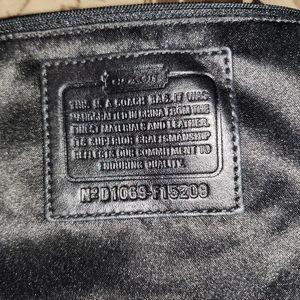 THIS IS A COACH BAG. IT WAS
HANDCRAFTED IN CHINA FROM THE
FINEST MATERIALS AND LEATHER.
ITS SUPERIOR CRAFTSMANSHIP
REFLECTS OUR COMMITMENT TO
ENDURING QUALITY.
Nº D1069-F15209